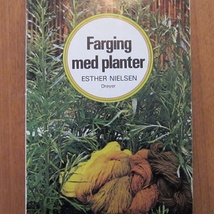 Farging
med planter
ESTHER NIELSEN
Dreyer